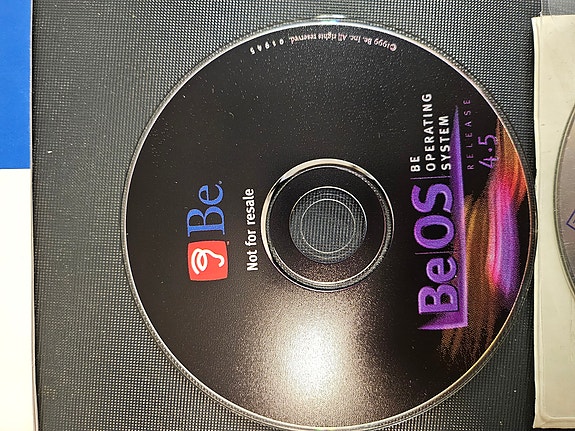 ©1999 Be, Inc. All rights reserved. 01945
Be.
Not for resale
BeOS
BE
OPERATING
SYSTEM
RELEASE
4.5